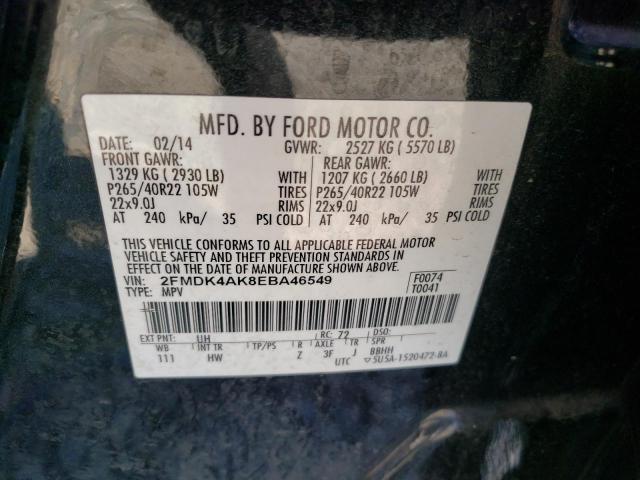 MFD. BY FORD MOTOR CO.
DATE: 02/14 GVWR: 2527 KG ( 5570 LB)
FRONT GAWR: REAR GAWR:
1329 KG ( 2930 LB) WITH 1207 KG ( 2660 LB) WITH
P265/40R22 105W TIRES P265/40R22 105W TIRES
22x9.0J RIMS 22x9.0J RIMS
AT 240 kPa/ 35 PSI COLD AT 240 kPa/ 35 PSI COLD
THIS VEHICLE CONFORMS TO ALL APPLICABLE FEDERAL MOTOR
VEHICLE SAFETY AND THEFT PREVENTION STANDARDS IN
EFFECT ON THE DATE OF MANUFACTURE SHOWN ABOVE.
VIN: 2FMDK4AK8EBA46549 F0074
TYPE: MPV T0041
EXT PNT: UH RC: 72 DSO:
WB INT TR TP/PS R AXLE TR SPR
111 HW Z 3F J BBHH
UTC 5U5A-1520472-BA